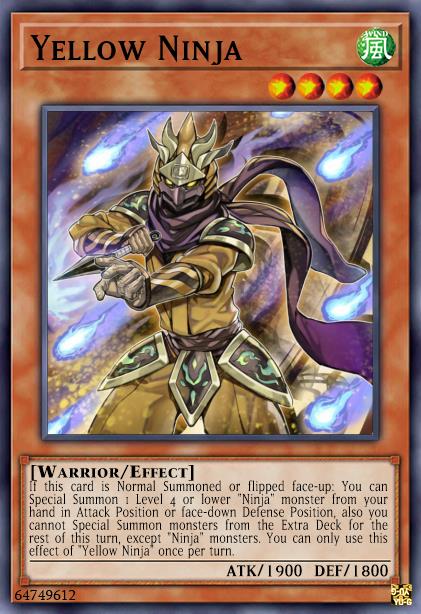 Yellow Ninja
WIND
風
[Warrior/Effect]
If this card is Normal Summoned or flipped face-up: You can
Special Summon 1 Level 4 or lower "Ninja" monster from your
hand in Attack Position or face-down Defense Position, also you
cannot Special Summon monsters from the Extra Deck for the
rest of this turn, except "Ninja" monsters. You can only use this
effect of "Yellow Ninja" once per turn.
ATK/1900 DEF/1800
64749612